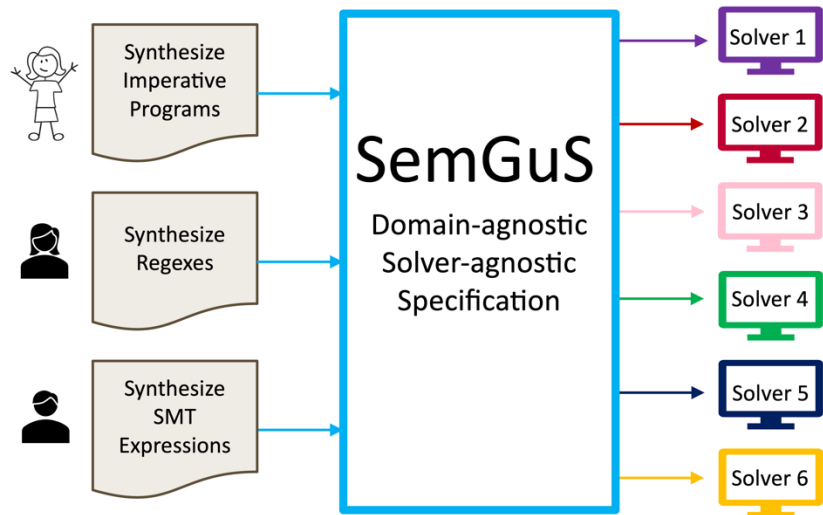 Synthesize
Imperative
Programs
Synthesize
Regexes
Synthesize
SMT
Expressions
SemGuS
Domain-agnostic
Solver-agnostic
Specification
Solver 1
Solver 2
Solver 3
Solver 4
Solver 5
Solver 6